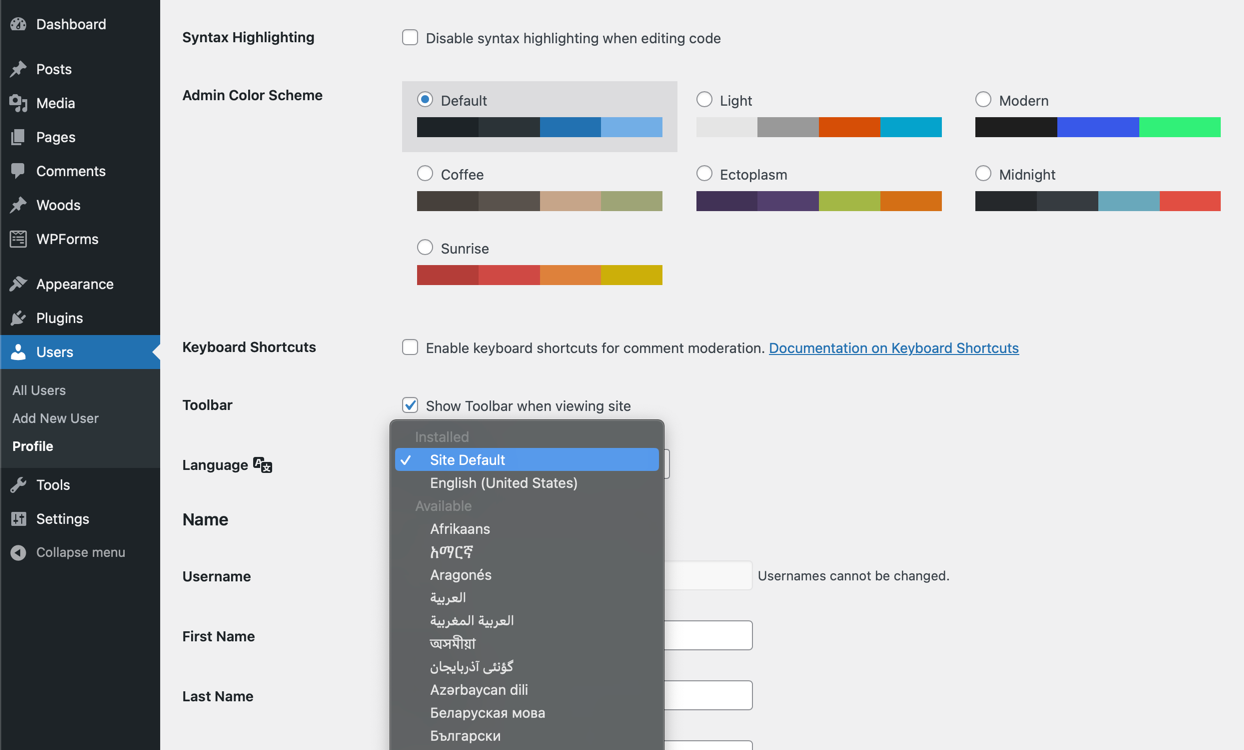 Dashboard
Posts
Media
Pages
Comments
Woods
WPForms
Appearance
Plugins
Users
All Users
Add New User
Profile
Tools
Settings
Collapse menu
Syntax Highlighting
Disable syntax highlighting when editing code
Admin Color Scheme
Default
Light
Modern
Coffee
Ectoplasm
Midnight
Sunrise
Keyboard Shortcuts
Enable keyboard shortcuts for comment moderation. Documentation on Keyboard Shortcuts
Toolbar
Show Toolbar when viewing site
Language
Installed
Site Default
English (United States)
Available
Afrikaans
አማርኛ
Aragonés
العربية
العربية المغربية
অসমীয়া
گؤنئی آذربایجان
Azərbaycan dili
Беларуская мова
Български
Name
Username
Usernames cannot be changed.
First Name
Last Name